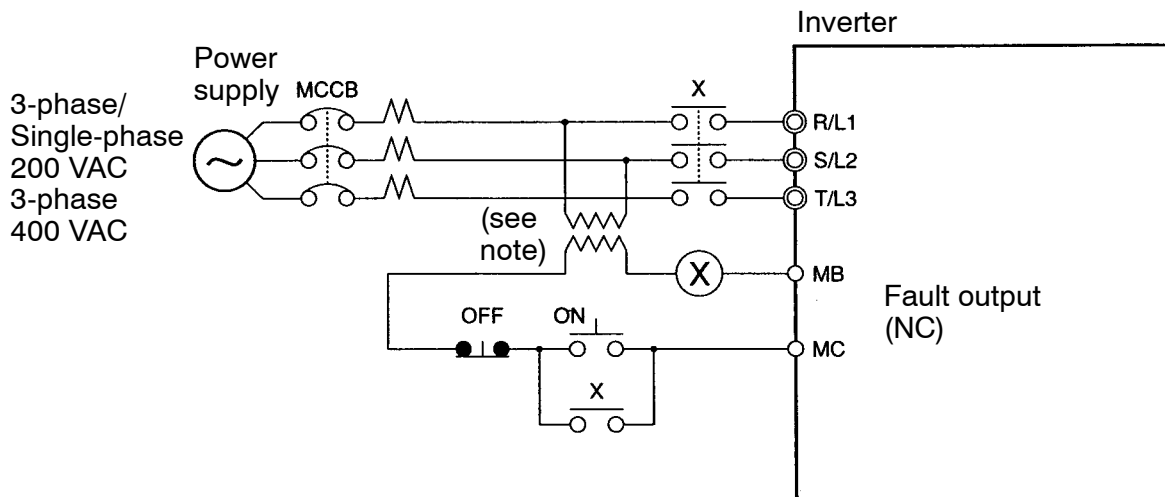 Inverter
Power
supply
MCCB
3-phase/
Single-phase
200 VAC
3-phase
400 VAC
X
R/L1
S/L2
T/L3
(see
note)
X
MB
Fault output
(NC)
OFF
ON
MC
X